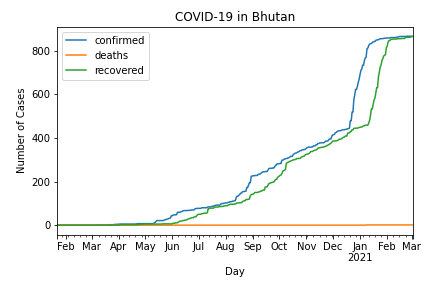 COVID-19 in Bhutan
confirmed
deaths
recovered
Number of Cases
800
600
400
200
0
Feb Mar Apr May Jun Jul Aug Sep Oct Nov Dec Jan Feb Mar
2021
Day